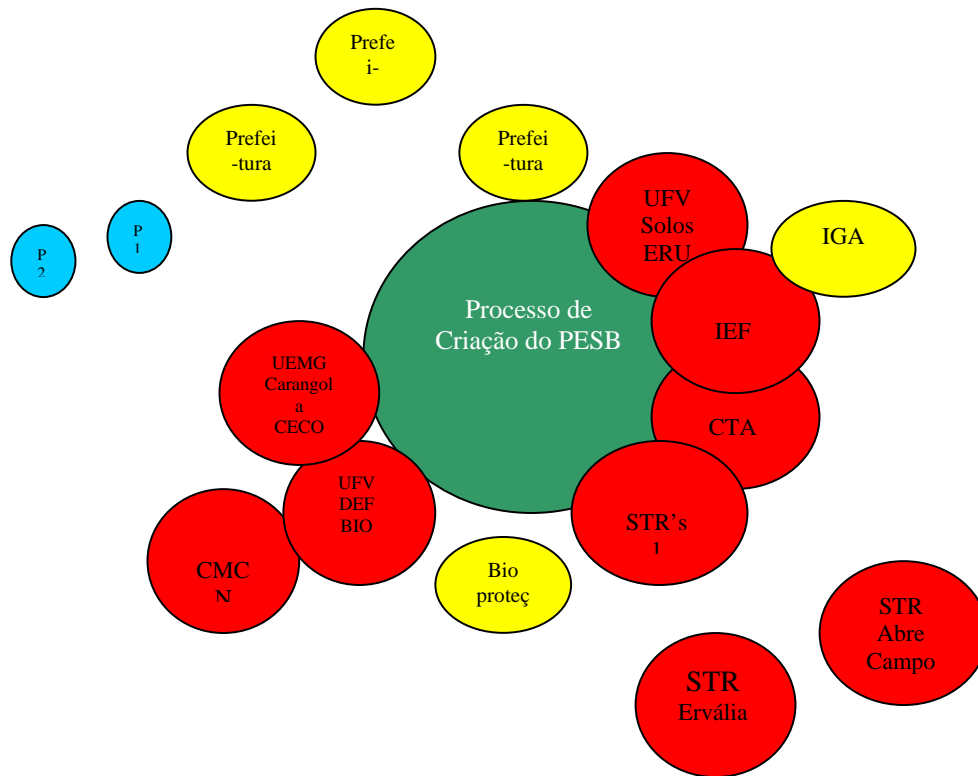 Prefe
i-
Prefei
-tura
Prefei
-tura
UFV
Solos
ERU
IGA
P
1
P
2
Processo de
Criação do PESB
IEF
UEMG
Carangol
a
CECO
CTA
UFV
DEF
BIO
STR’s
1
CMC
N
Bio
proteç
STR
Abre
Campo
STR
Ervália